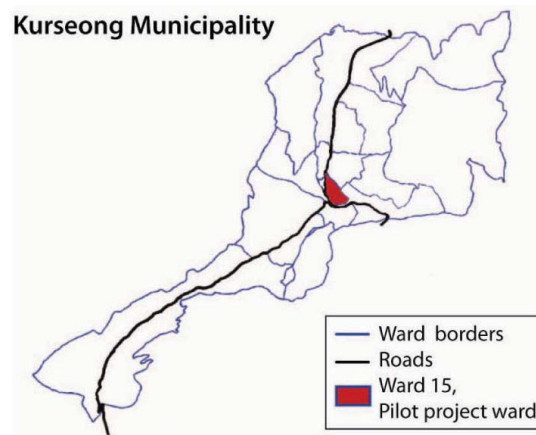 Kurseong Municipality
Ward borders
Roads
Ward 15,
Pilot project ward